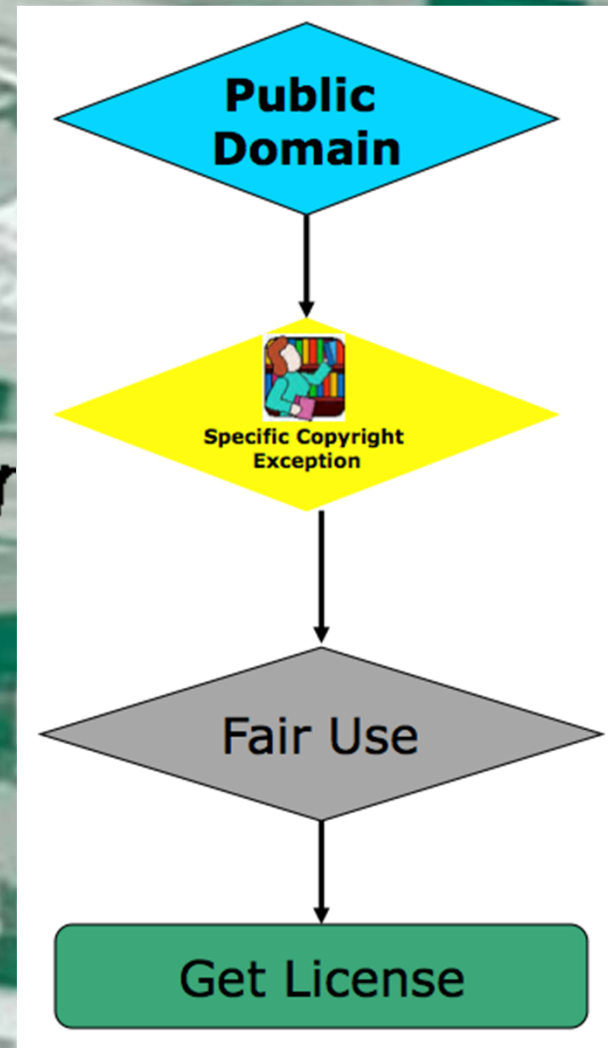 Public
Domain
Specific Copyright
Exception
r
Fair Use
Get License